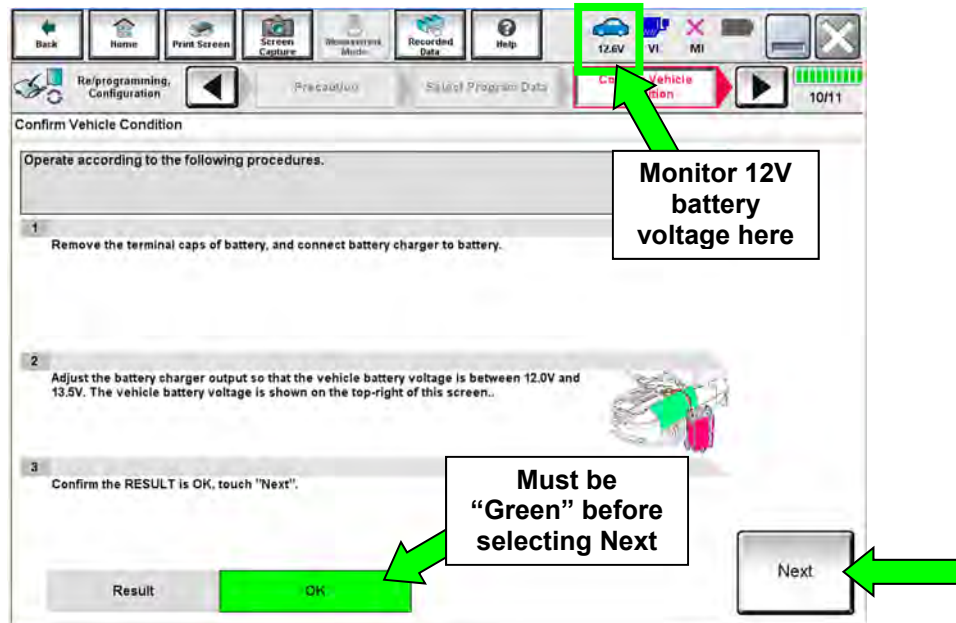 Back
Home
Print Screen
Screen
Capture
Measurement
Mode
Recorded
Data
Help
12.6V
VI
MI
Re/programming,
Configuration
Precaution
Select Program Data
Vehicle
10/11
Confirm Vehicle Condition
Operate according to the following procedures.
Monitor 12V
battery
voltage here
1
Remove the terminal caps of battery, and connect battery charger to battery.
2
Adjust the battery charger output so that the vehicle battery voltage is between 12.0V and
13.5V. The vehicle battery voltage is shown on the top-right of this screen..
3
Confirm the RESULT is OK, touch "Next".
Must be
“Green” before
selecting Next
Result
OK
Next